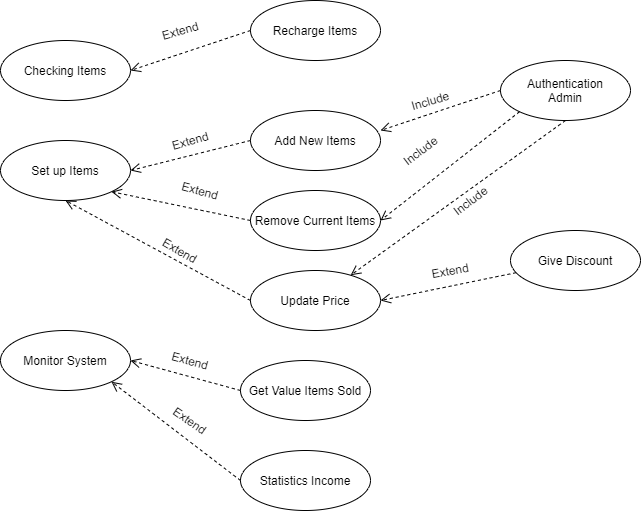 Extend
Recharge Items
Checking Items
Authentication
Admin
Include
Extend
Add New Items
Include
Set up Items
Extend
Include
Remove Current Items
Extend
Extend
Give Discount
Update Price
Monitor System
Extend
Get Value Items Sold
Extend
Statistics Income